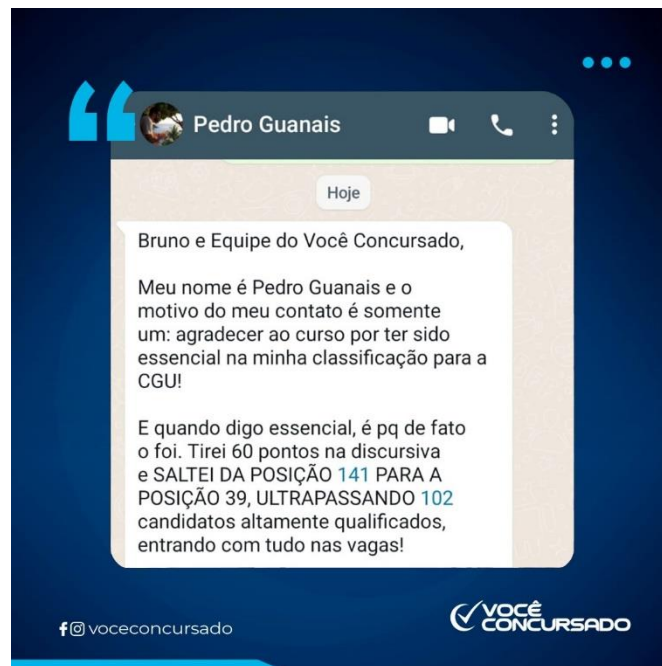 Pedro Guanais
Hoje
Bruno e Equipe do Você Concursado,
Meu nome é Pedro Guanais e o
motivo do meu contato é somente
um: agradecer ao curso por ter sido
essencial na minha classificação para a
CGU!
E quando digo essencial, é pq de fato
o foi. Tirei 60 pontos na discursiva
e SALTEI DA POSIÇÃO 141 PARA A
POSIÇÃO 39, ULTRAPASSANDO 102
candidatos altamente qualificados,
entrando com tudo nas vagas!
voceconcursado
VOCÊ
CONCURSADO